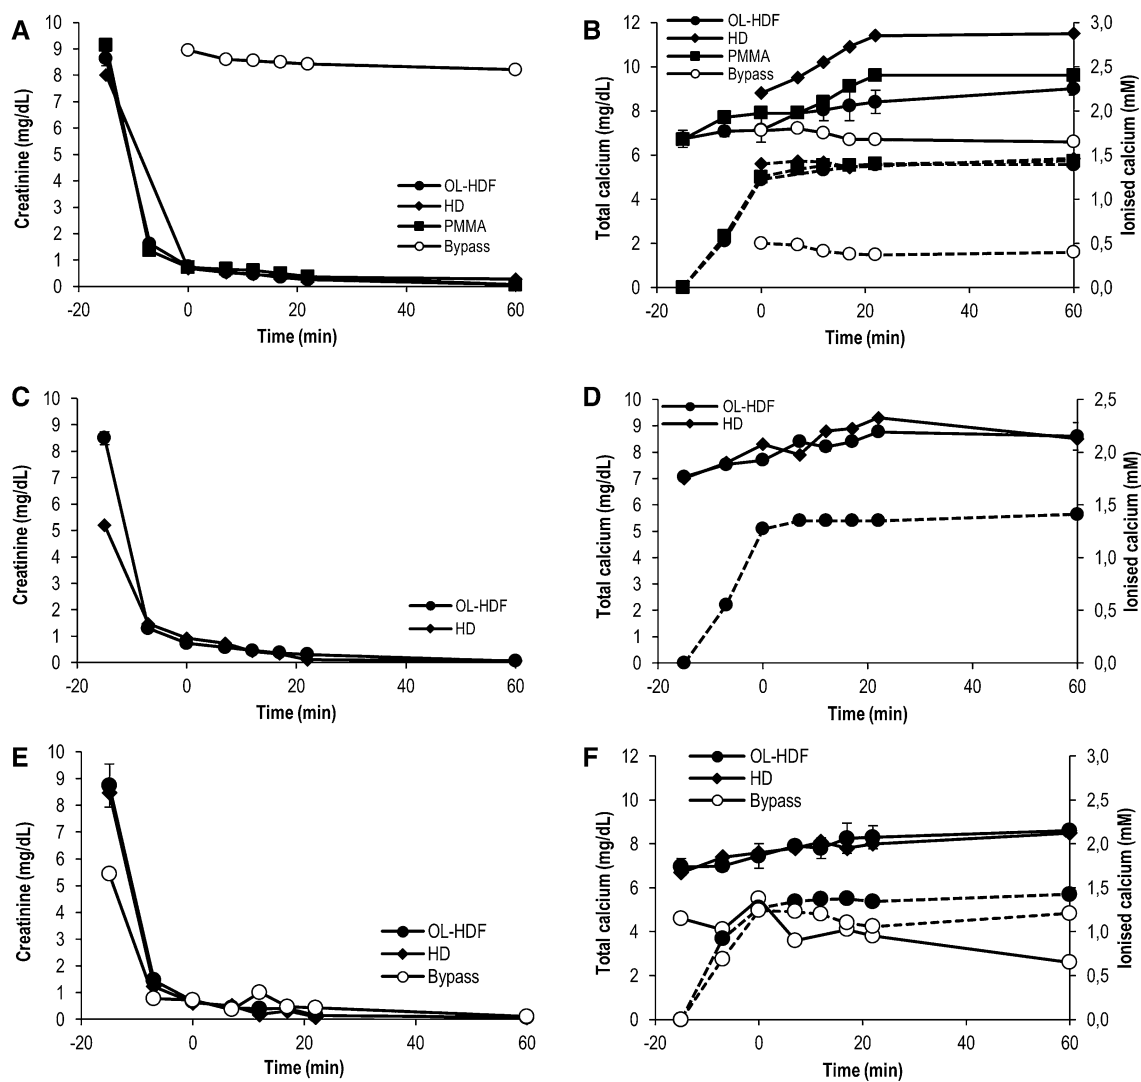 A
10
9
8
7
6
5
4
3
2
1
0
-20 0 20 40 60
Creatinine (mg/dL)
Time (min)
OL-HDF
HD
PMMA
Bypass
B
12
10
8
6
4
2
0
Total calcium (mg/dL)
OL-HDF
HD
PMMA
Bypass
3,0
2,5
2,0
1,5
1,0
0,5
0,0
Ionised calcium (mM)
-20 0 20 40 60
Time (min)
C
10
9
8
7
6
5
4
3
2
1
0
Creatinine (mg/dL)
OL-HDF
HD
-20 0 20 40 60
Time (min)
D
10
9
8
7
6
5
4
3
2
1
0
Total calcium (mg/dL)
OL-HDF
HD
2,5
2,0
1,5
1,0
0,5
0,0
Ionised calcium (mM)
-20 0 20 40 60
Time (min)
E
10
9
8
7
6
5
4
3
2
1
0
Creatinine (mg/dL)
OL-HDF
HD
Bypass
-20 0 20 40 60
Time (min)
F
12
10
8
6
4
2
0
Total calcium (mg/dL)
OL-HDF
HD
Bypass
3,0
2,5
2,0
1,5
1,0
0,5
0,0
Ionised calcium (mM)
-20 0 20 40 60
Time (min)